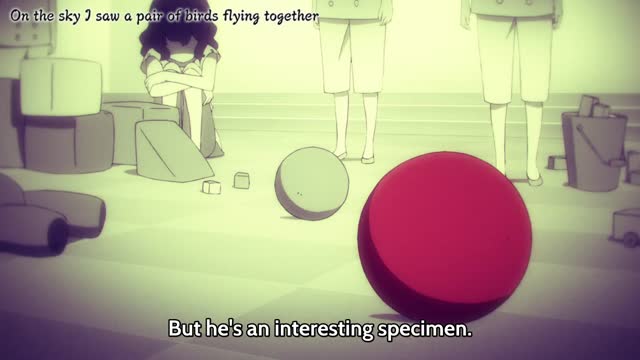 On the sky I saw a pair of birds flying together
But he's an interesting specimen.